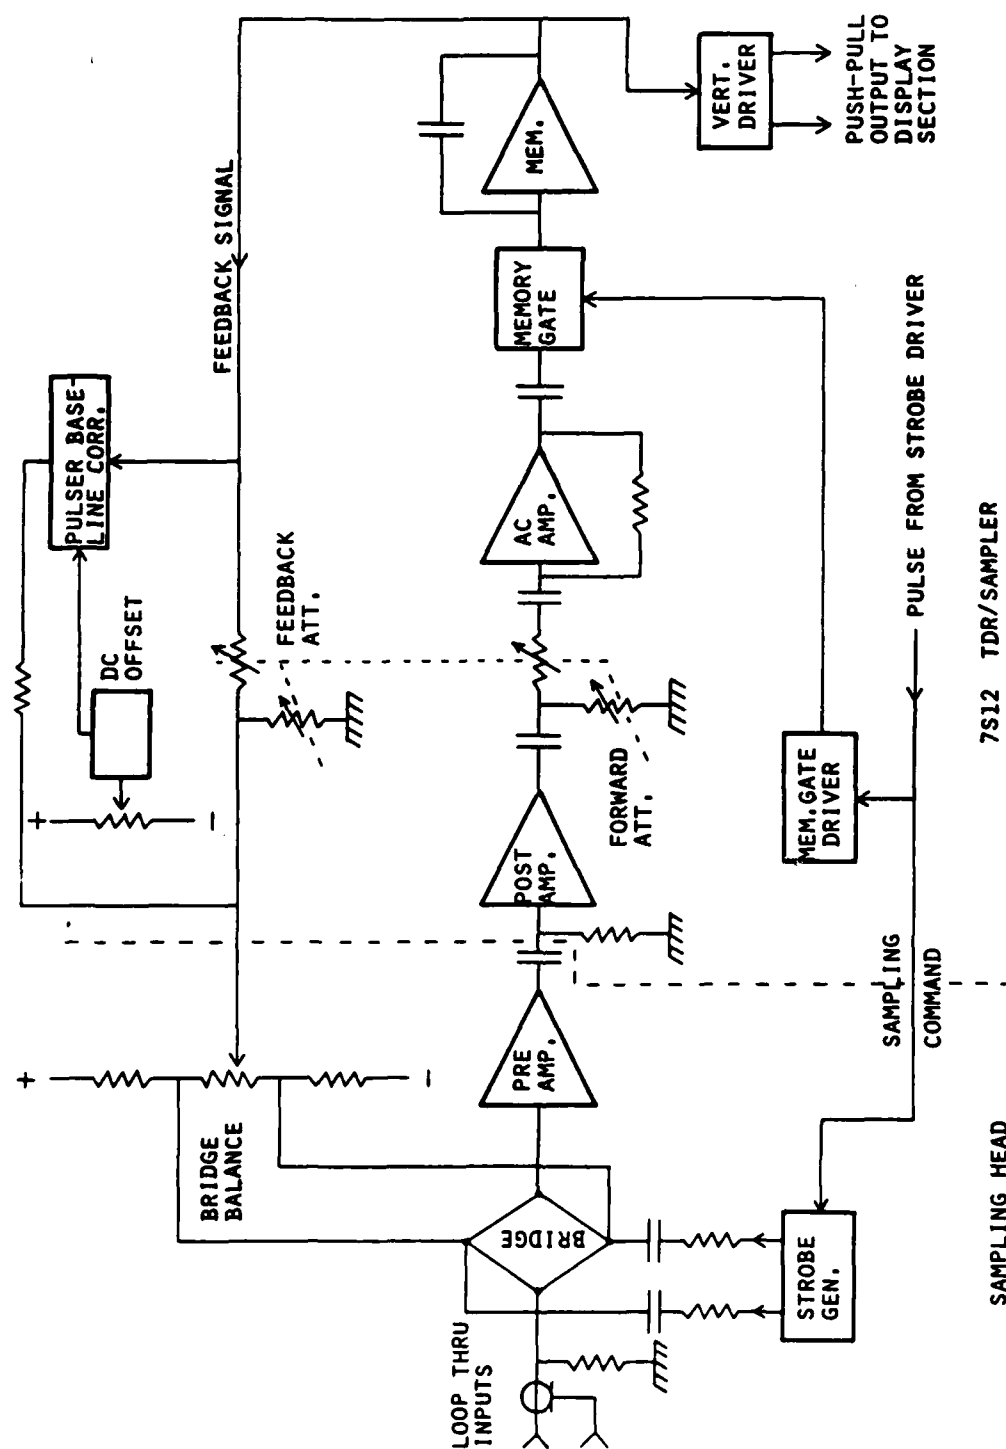 LOOP THRU
INPUTS
BRIDGE
BALANCE
+
-
BRIDGE
STROBE
GEN.
PRE
AMP.
SAMPLING
COMMAND
SAMPLING HEAD
POST
AMP.
FORWARD
ATT.
MEM.GATE
DRIVER
PULSE FROM STROBE DRIVER
7S12 TDR/SAMPLER
+
-
DC
OFFSET
PULSER BASE-
LINE CORR.
FEEDBACK
ATT.
FEEDBACK SIGNAL
AC
AMP.
MEMORY
GATE
MEM.
VERT.
DRIVER
PUSH-PULL
OUTPUT TO
DISPLAY
SECTION